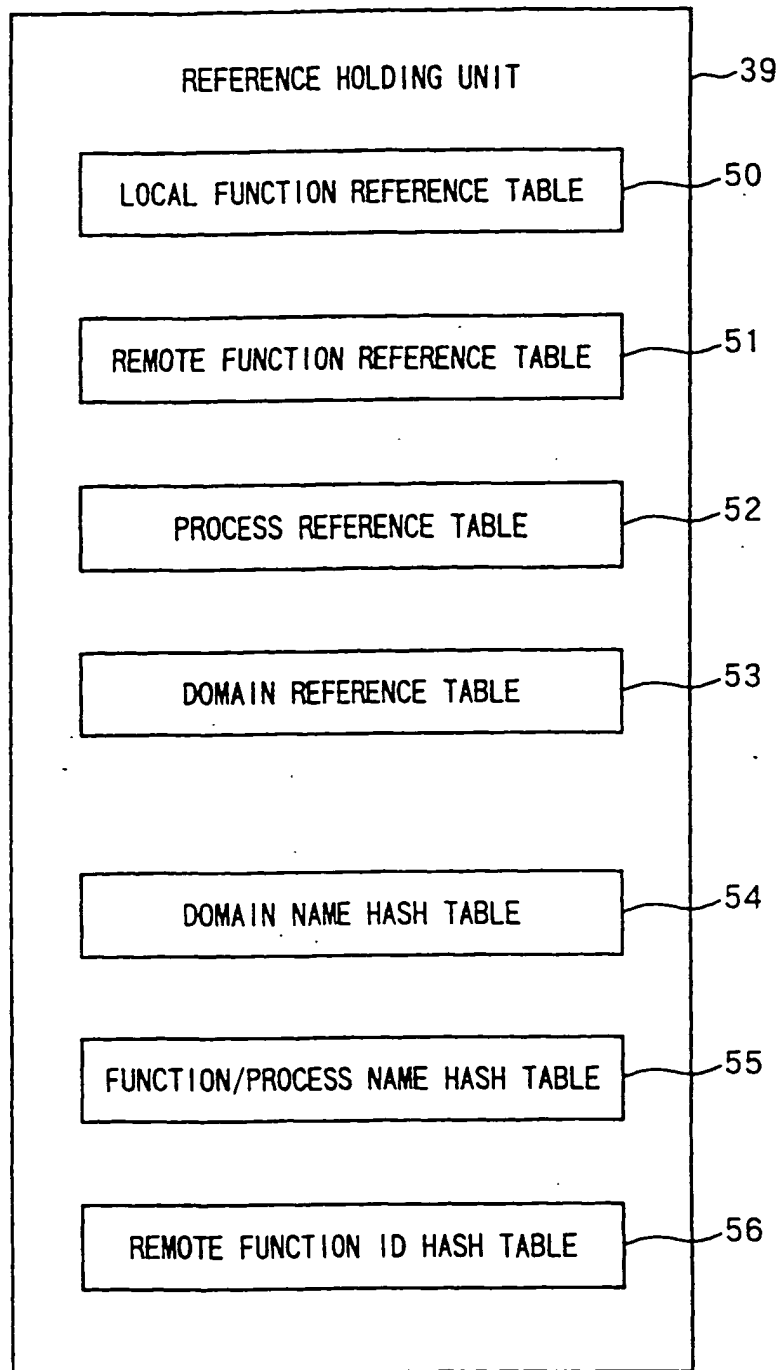 REFERENCE HOLDING UNIT 39
LOCAL FUNCTION REFERENCE TABLE 50
REMOTE FUNCTION REFERENCE TABLE 51
PROCESS REFERENCE TABLE 52
DOMAIN REFERENCE TABLE 53
DOMAIN NAME HASH TABLE 54
FUNCTION/PROCESS NAME HASH TABLE 55
REMOTE FUNCTION ID HASH TABLE 56